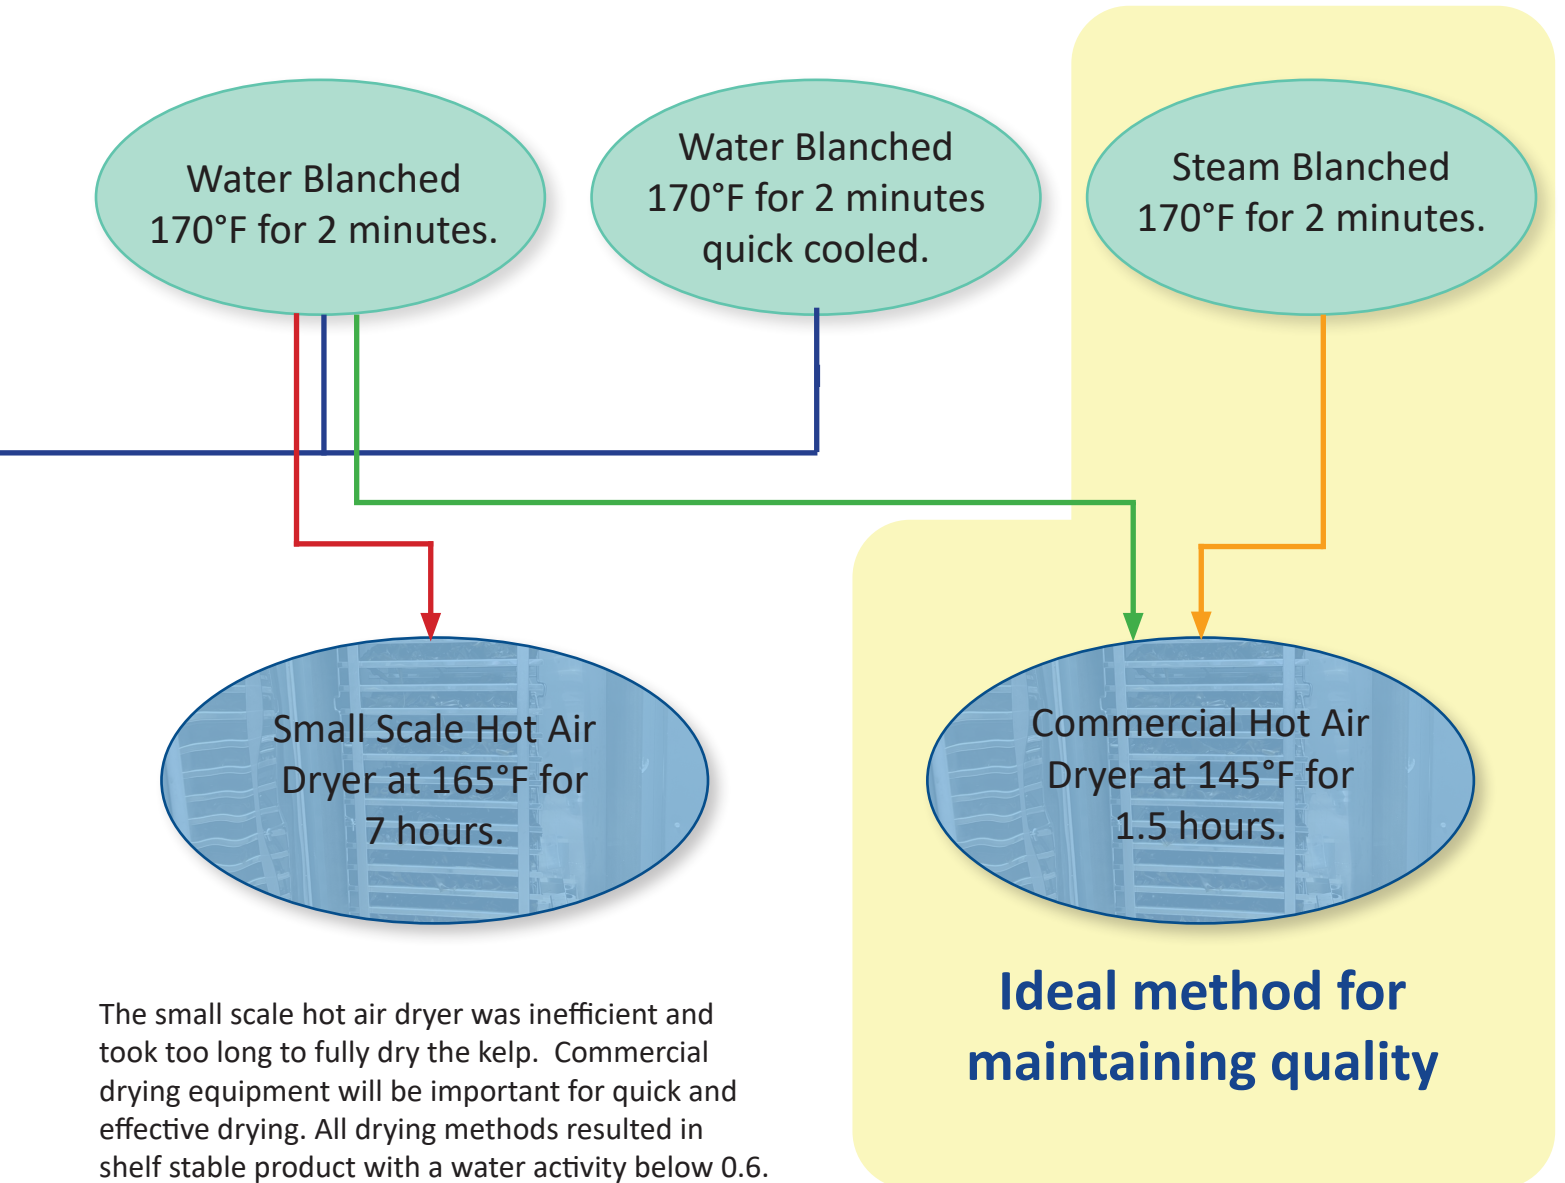 Water Blanched
170°F for 2 minutes.
Water Blanched
170°F for 2 minutes
quick cooled.
Steam Blanched
170°F for 2 minutes.
Small Scale Hot Air
Dryer at 165°F for
7 hours.
Commercial Hot Air
Dryer at 145°F for
1.5 hours.
The small scale hot air dryer was inefficient and
took too long to fully dry the kelp.  Commercial
drying equipment will be important for quick and
effective drying. All drying methods resulted in
shelf stable product with a water activity below 0.6.
Ideal method for
maintaining quality